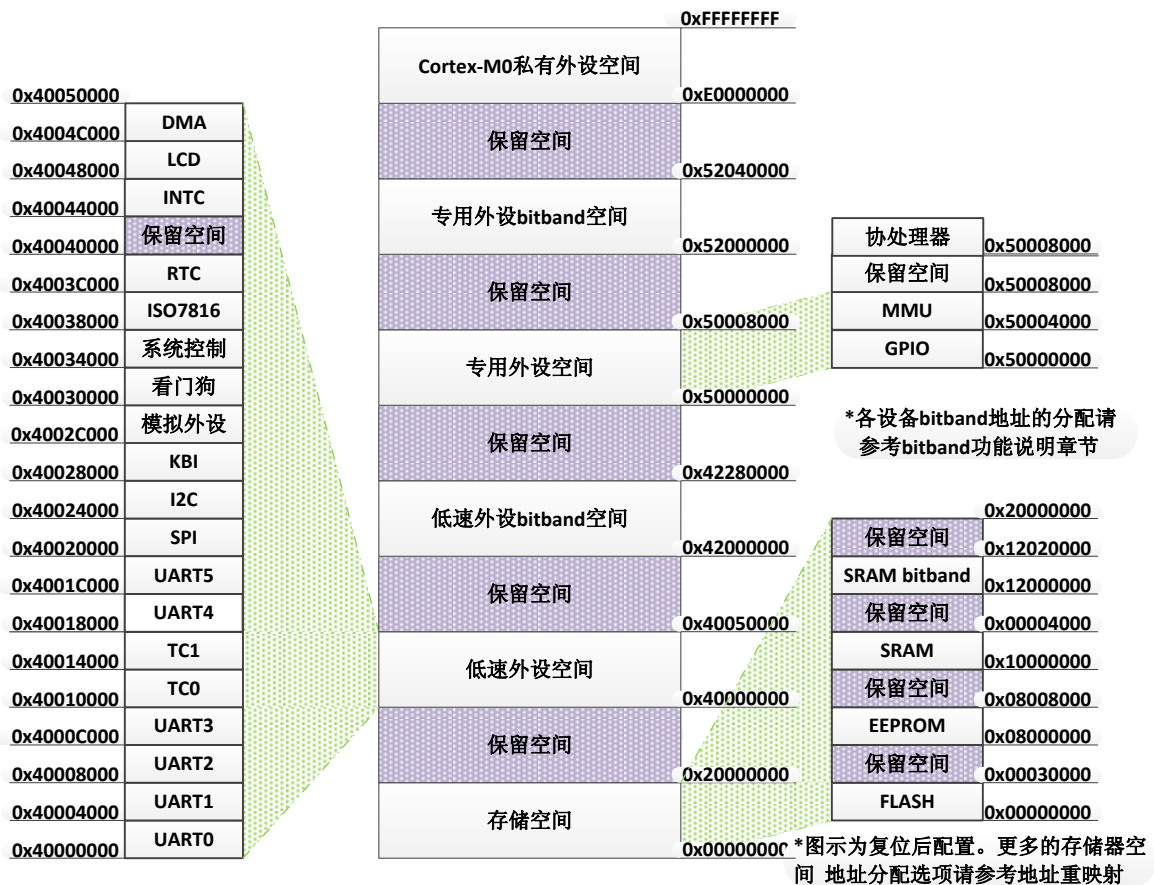 0xFFFFFFFF
Cortex-M0私有外设空间
0xE0000000
保留空间
0x52040000
专用外设bitband空间
0x52000000
保留空间
0x50008000
专用外设空间
0x50000000
保留空间
0x42280000
低速外设bitband空间
0x42000000
保留空间
0x40050000
低速外设空间
0x40000000
保留空间
0x20000000
存储空间
0x00000000
0x40050000
DMA
0x4004C000
LCD
0x40048000
INTC
0x40044000
保留空间
0x40040000
RTC
0x4003C000
ISO7816
0x40038000
系统控制
0x40034000
看门狗
0x40030000
模拟外设
0x4002C000
KBI
0x40028000
I2C
0x40024000
SPI
0x40020000
UART5
0x4001C000
UART4
0x40018000
TC1
0x40014000
TC0
0x40010000
UART3
0x4000C000
UART2
0x40008000
UART1
0x40004000
UART0
0x40000000
协处理器
0x50008000
保留空间
0x50008000
MMU
0x50004000
GPIO
0x50000000
*各设备bitband地址的分配请
参考bitband功能说明章节
0x20000000
保留空间
0x12020000
SRAM bitband
0x12000000
保留空间
0x00004000
SRAM
0x10000000
保留空间
0x08008000
EEPROM
0x08000000
保留空间
0x00030000
FLASH
0x00000000
*图示为复位后配置。更多的存储器空
间 地址分配选项请参考地址重映射